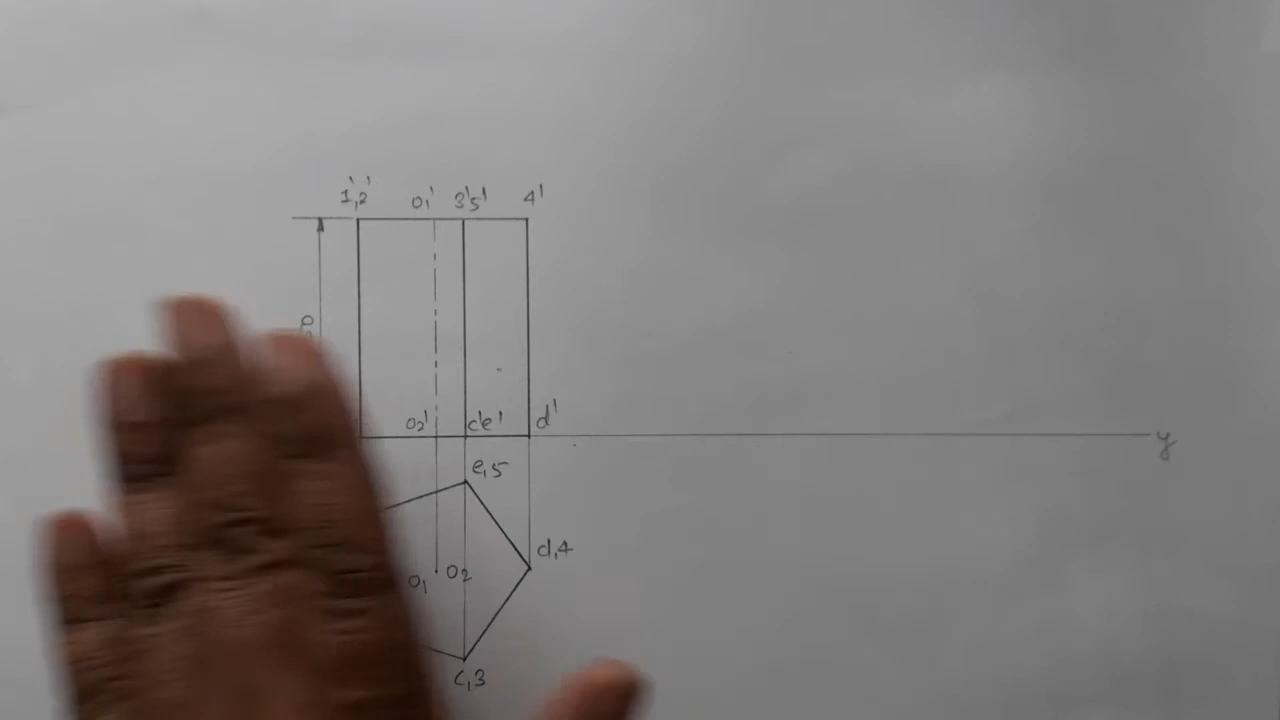 1',2' o₁' 3'5' 4'
o₂' c'e' d'
y
e,5
d,4
o₁ o₂
c,3